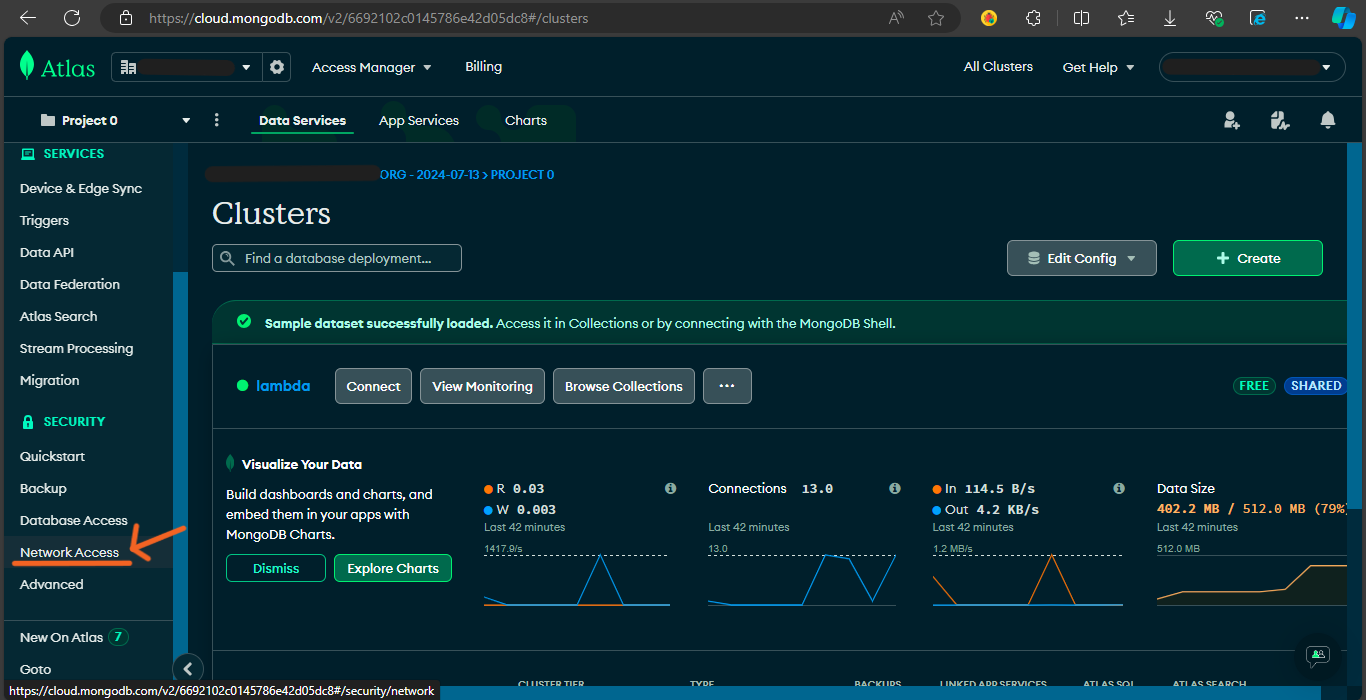 https://cloud.mongodb.com/v2/6692102c0145786e42d05dc8#/clusters
Atlas
Access Manager
Billing
All Clusters
Get Help
Project 0
Data Services
App Services
Charts
SERVICES
Device & Edge Sync
Triggers
Data API
Data Federation
Atlas Search
Stream Processing
Migration
SECURITY
Quickstart
Backup
Database Access
Network Access
Advanced
New On Atlas 7
Goto
https://cloud.mongodb.com/v2/6692102c0145786e42d05dc8#/security/network
ORG - 2024-07-13 > PROJECT 0
Clusters
Find a database deployment...
Edit Config
+ Create
Sample dataset successfully loaded. Access it in Collections or by connecting with the MongoDB Shell.
lambda
Connect
View Monitoring
Browse Collections
...
FREE
SHARED
Visualize Your Data
Build dashboards and charts, and
embed them in your apps with
MongoDB Charts.
Dismiss
Explore Charts
R 0.03
W 0.003
Last 42 minutes
1417.9/s
Connections 13.0
Last 42 minutes
13.0
In 114.5 B/s
Out 4.2 KB/s
Last 42 minutes
1.2 MB/s
Data Size
402.2 MB / 512.0 MB (79%)
Last 42 minutes
512.0 MB
CLUSTER TIER
TYPE
BACKUPS
LINKED APP SERVICES
ATLAS SQL
ATLAS SEARCH